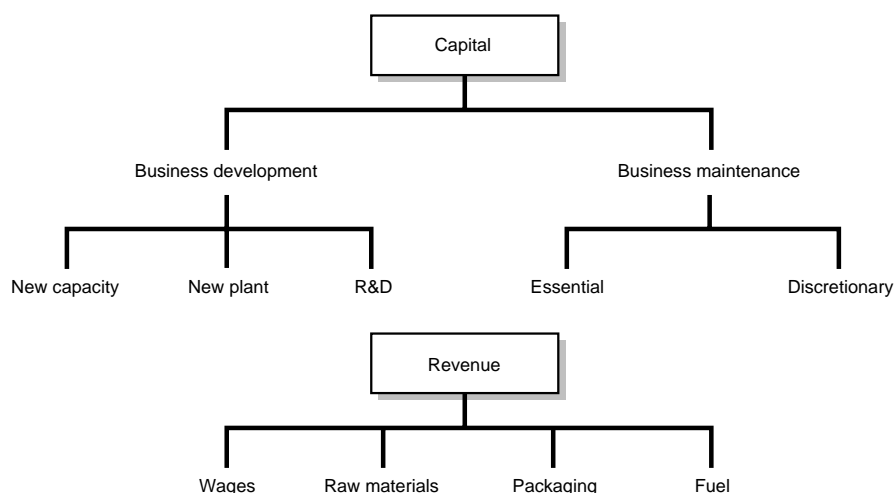 Capital
Business development Business maintenance
New capacity New plant R&D Essential Discretionary
Revenue
Wages Raw materials Packaging Fuel